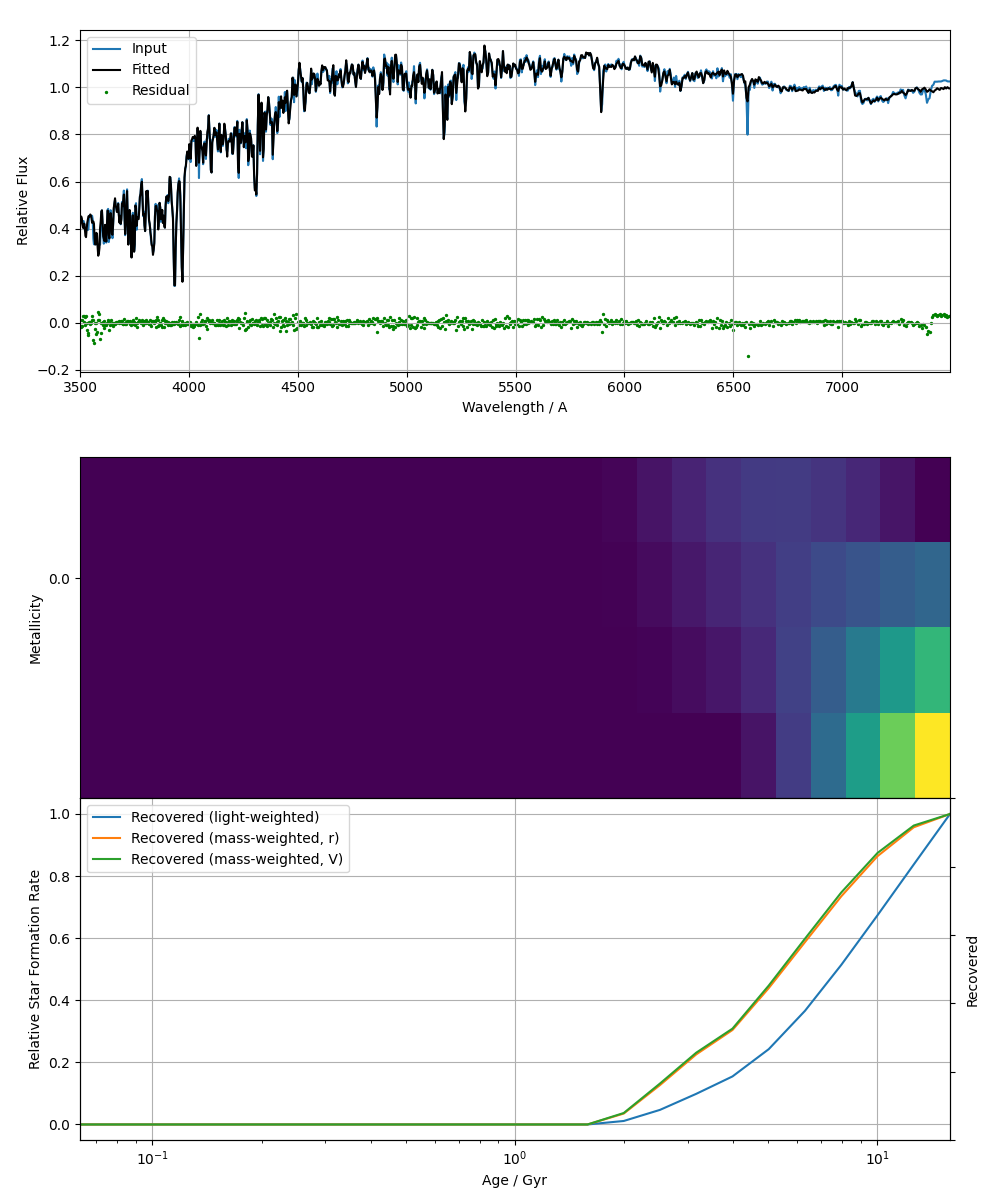 1.2
1.0
0.8
0.6
0.4
0.2
0.0
−0.2
Relative Flux
Input
Fitted
Residual
3500 4000 4500 5000 5500 6000 6500 7000
Wavelength / A
0.0
Metallicity
1.0
0.8
0.6
0.4
0.2
0.0
Relative Star Formation Rate
Recovered (light-weighted)
Recovered (mass-weighted, r)
Recovered (mass-weighted, V)
Recovered
10⁻¹ 10⁰ 10¹
Age / Gyr